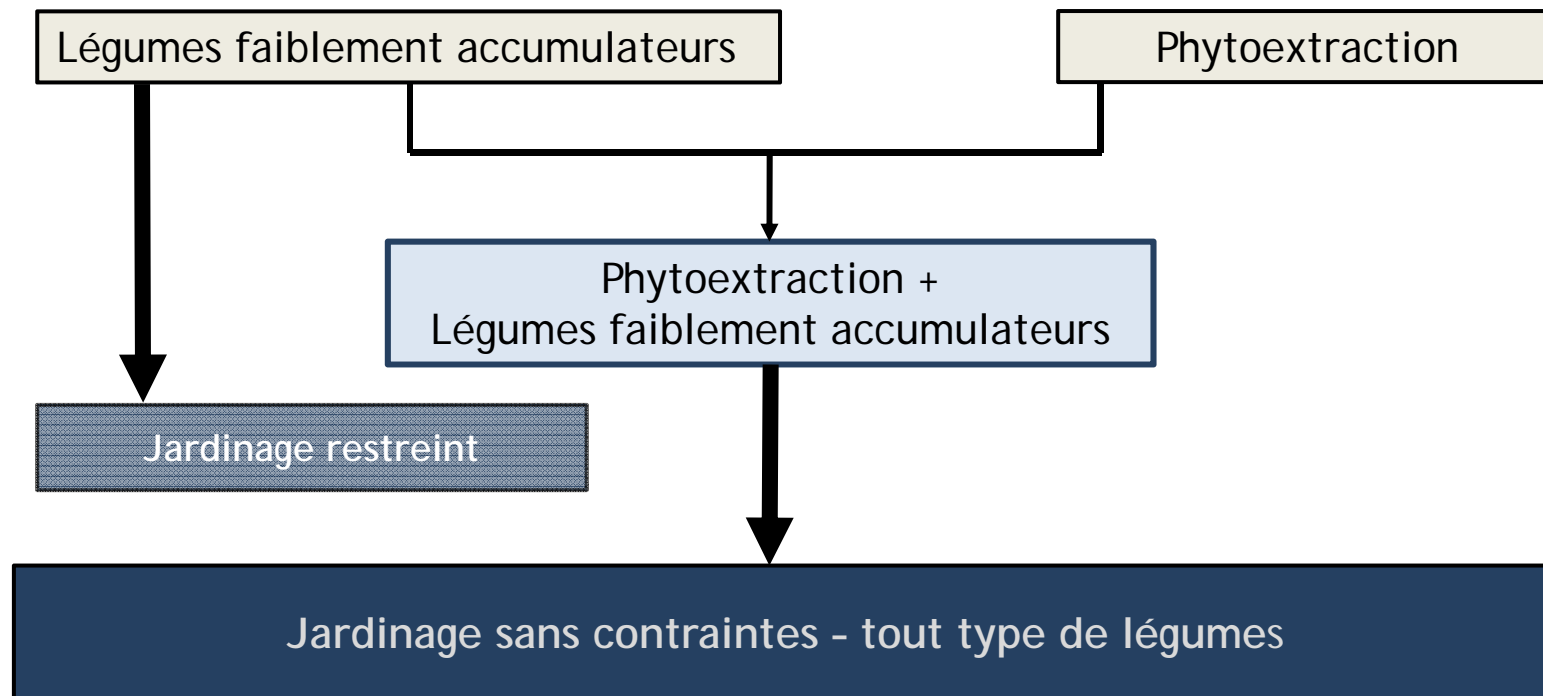 Légumes faiblement accumulateurs
Phytoextraction
Phytoextraction +
Légumes faiblement accumulateurs
Jardinage restreint
Jardinage sans contraintes - tout type de légumes